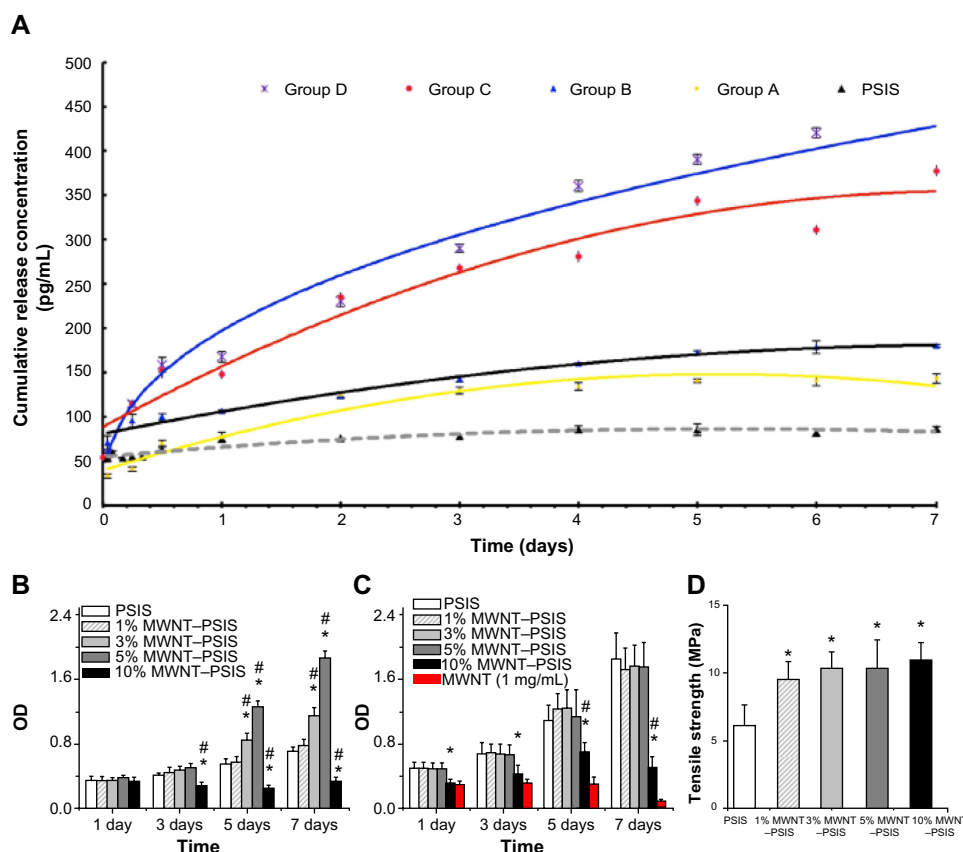 A
500
450
400
350
300
250
200
150
100
50
0
Cumulative release concentration
(pg/mL)
Group D
Group C
Group B
Group A
PSIS
0
1
2
3
4
5
6
7
Time (days)
B
2.4
1.6
0.8
0.0
OD
PSIS
1% MWNT–PSIS
3% MWNT–PSIS
5% MWNT–PSIS
10% MWNT–PSIS
#
*
#
*
#
*
#
*
#
*
#
*
#
*
1 day
3 days
5 days
7 days
Time
C
2.4
1.6
0.8
0.0
OD
PSIS
1% MWNT–PSIS
3% MWNT–PSIS
5% MWNT–PSIS
10% MWNT–PSIS
MWNT (1 mg/mL)
*
*
#
*
#
*
1 day
3 days
5 days
7 days
Time
D
15
10
5
0
Tensile strength (MPa)
*
*
*
*
PSIS
1% MWNT
–PSIS
3% MWNT
–PSIS
5% MWNT
–PSIS
10% MWNT
–PSIS